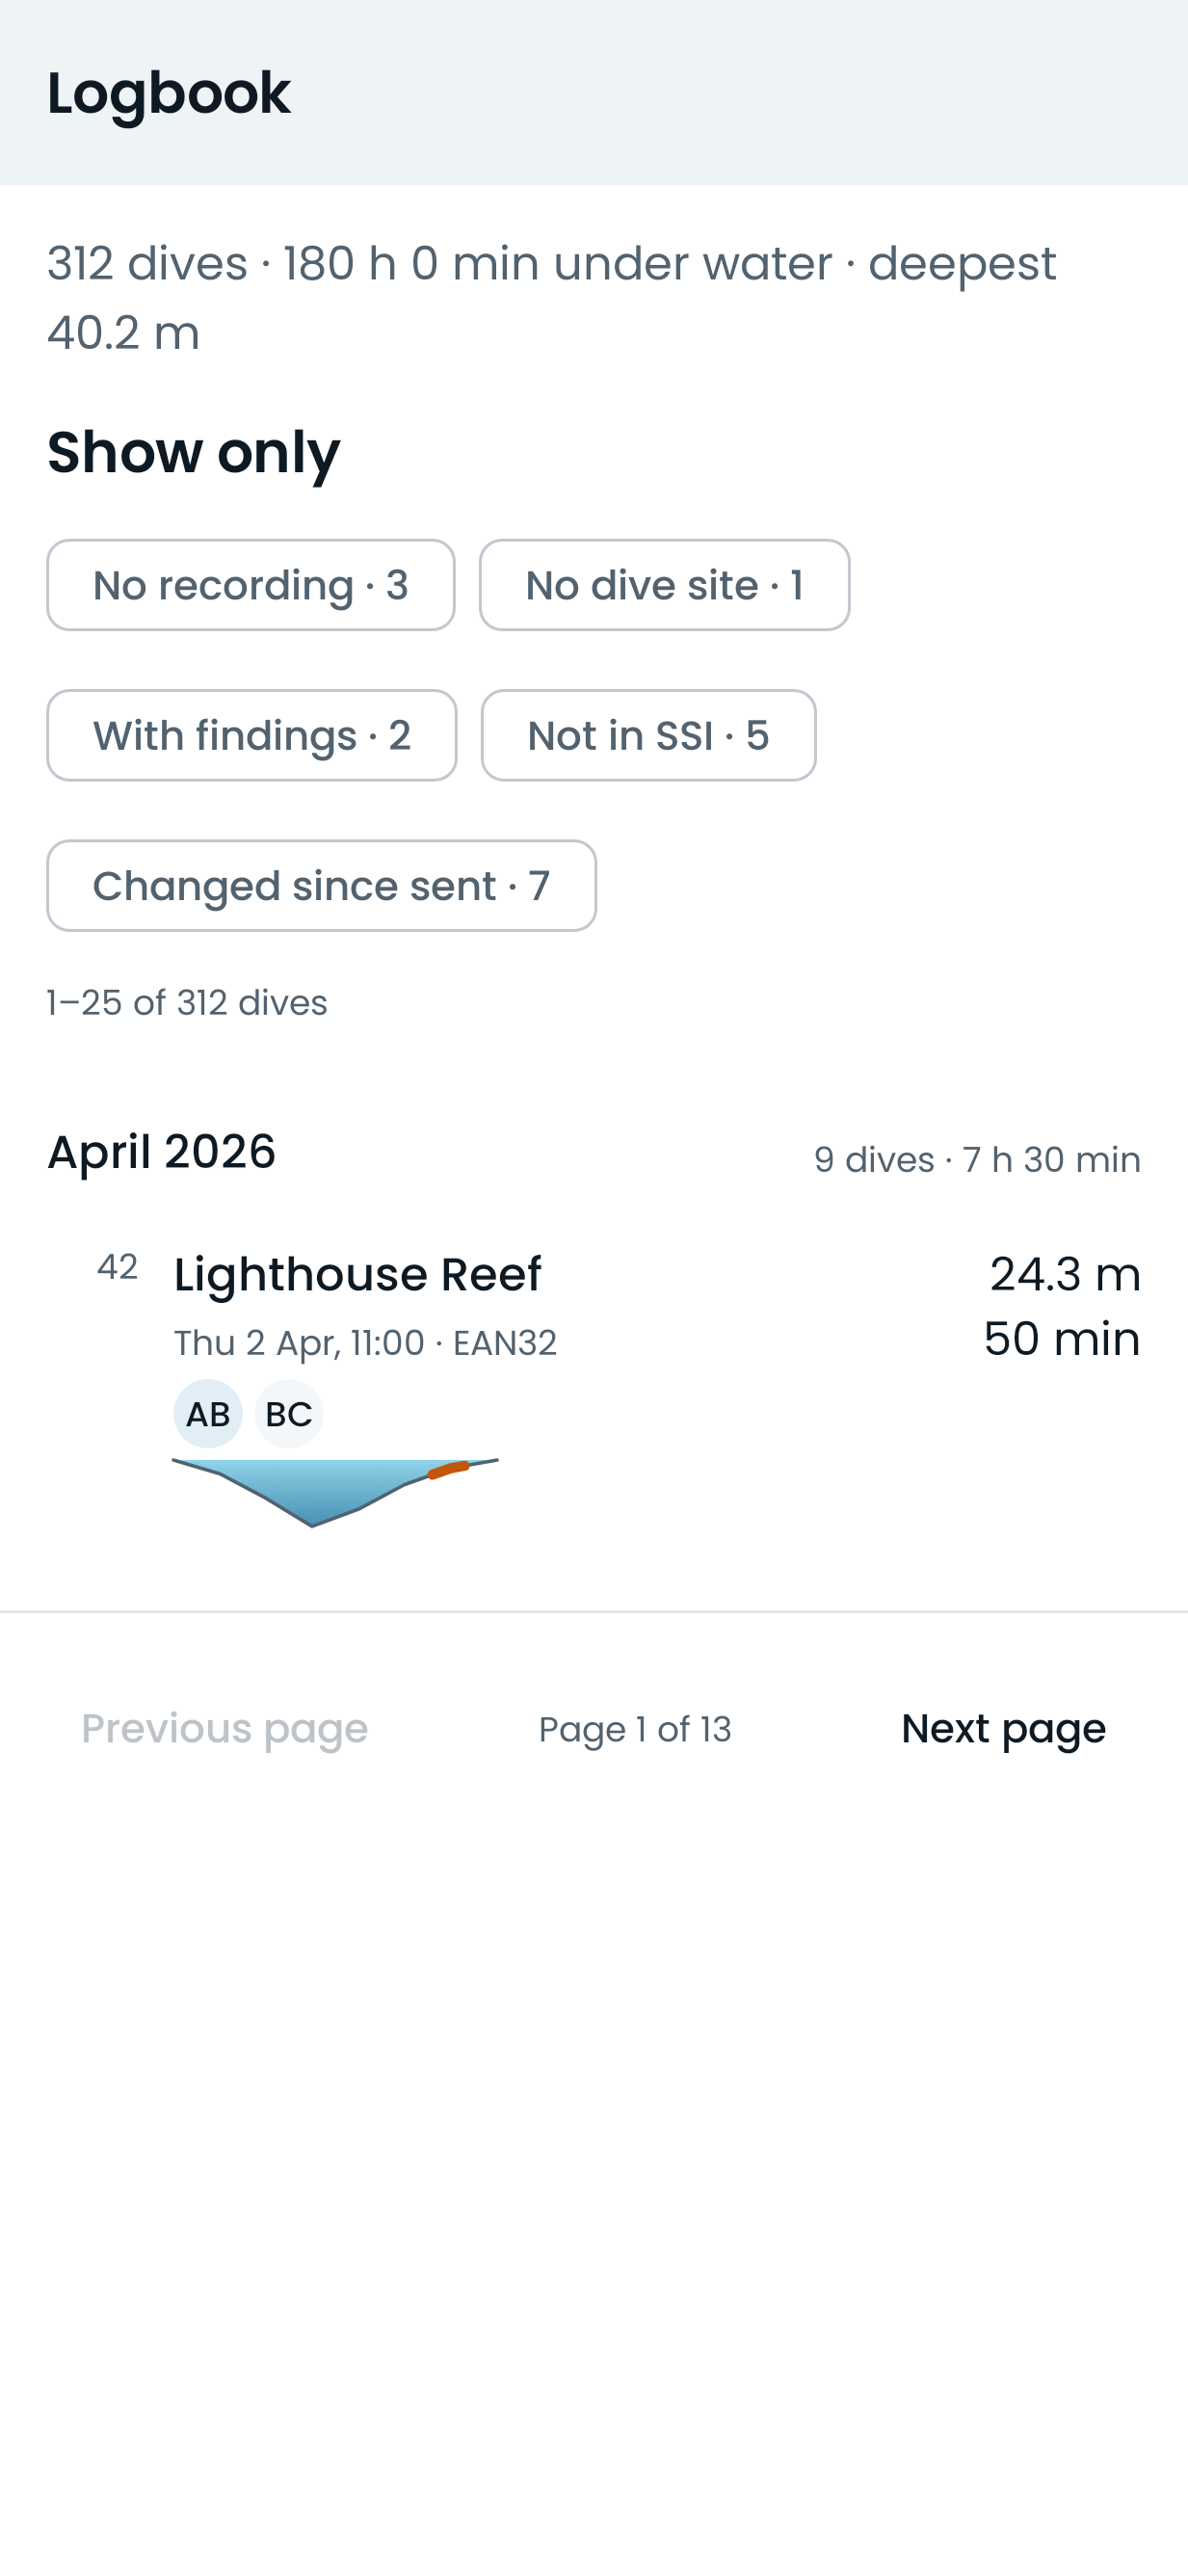 Logbook
312 dives · 180 h 0 min under water · deepest
40.2 m
Show only
No recording · 3
No dive site · 1
With findings · 2
Not in SSI · 5
Changed since sent · 7
1–25 of 312 dives
April 2026
9 dives · 7 h 30 min
42
Lighthouse Reef
24.3 m
Thu 2 Apr, 11:00 · EAN32
50 min
AB
BC
Previous page
Page 1 of 13
Next page